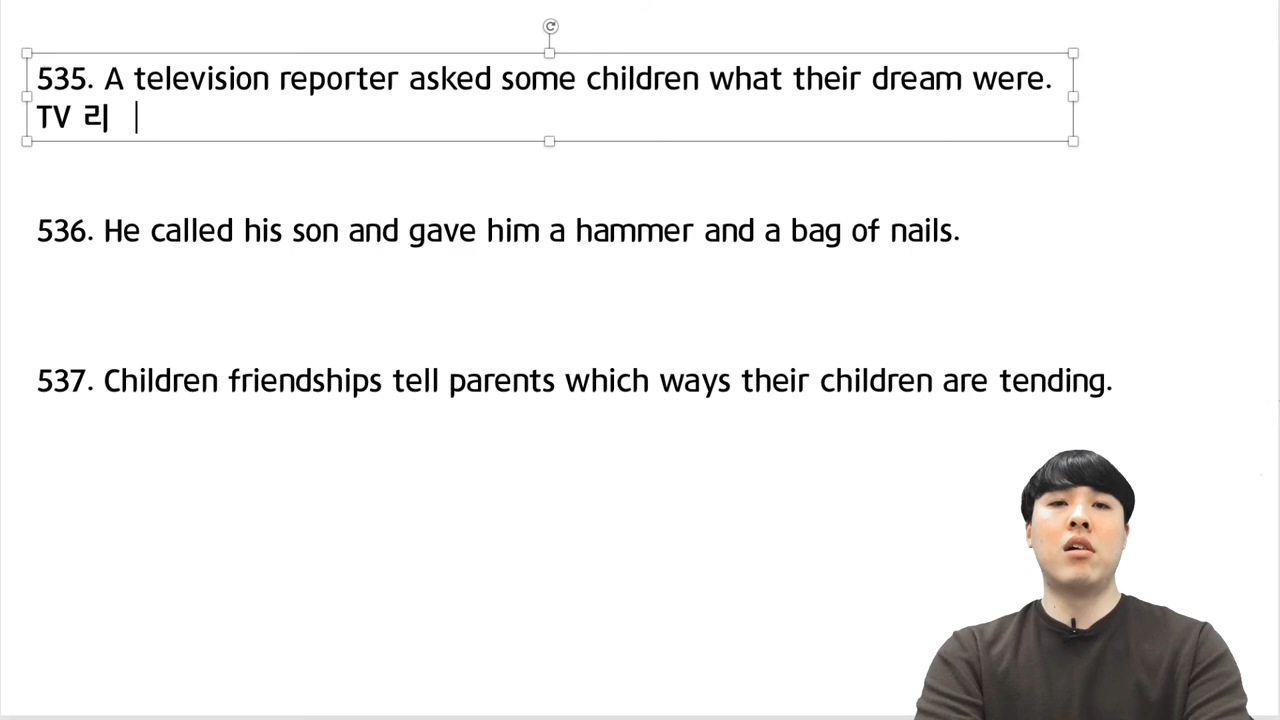 535. A television reporter asked some children what their dream were.
TV 리
536. He called his son and gave him a hammer and a bag of nails.
537. Children friendships tell parents which ways their children are tending.